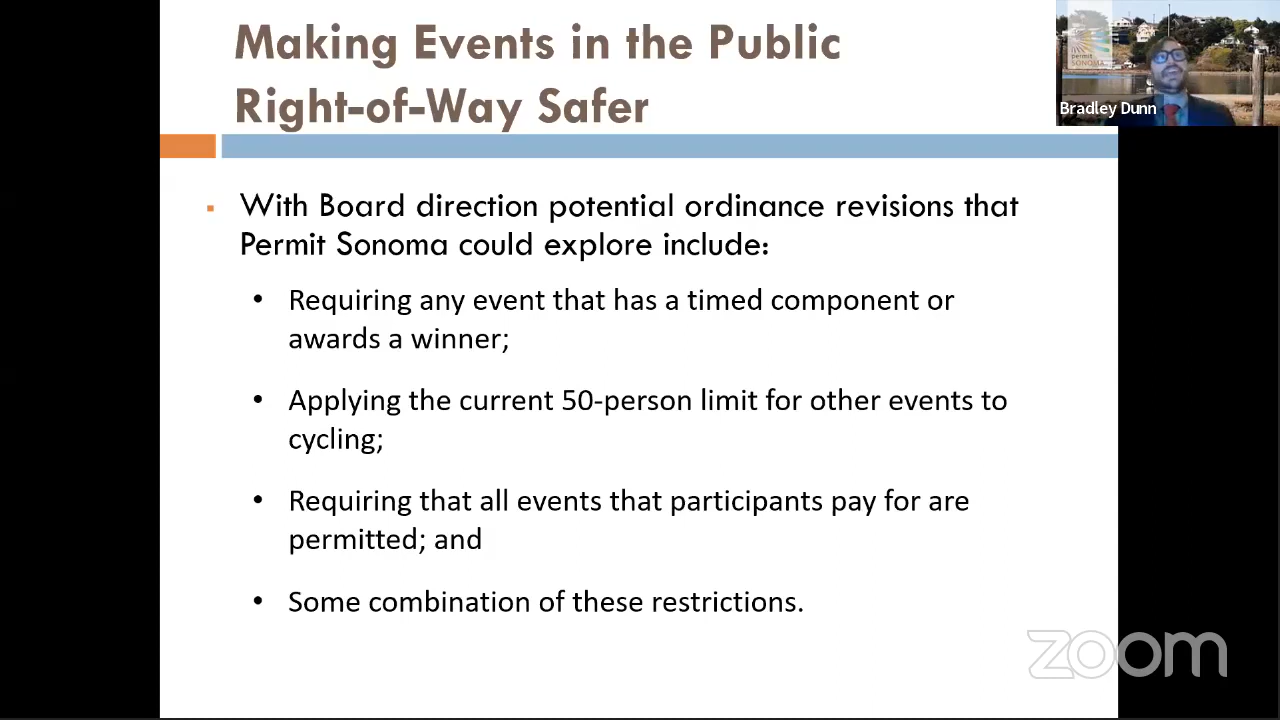 Making Events in the Public
Right-of-Way Safer
With Board direction potential ordinance revisions that
Permit Sonoma could explore include:
• Requiring any event that has a timed component or
awards a winner;
• Applying the current 50-person limit for other events to
cycling;
• Requiring that all events that participants pay for are
permitted; and
• Some combination of these restrictions.
permit
SONOMA
Bradley Dunn
zoom